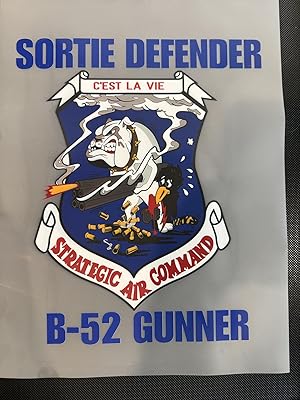 SORTIE DEFENDER
C'EST LA VIE
STRATEGIC AIR COMMAND
B-52 GUNNER